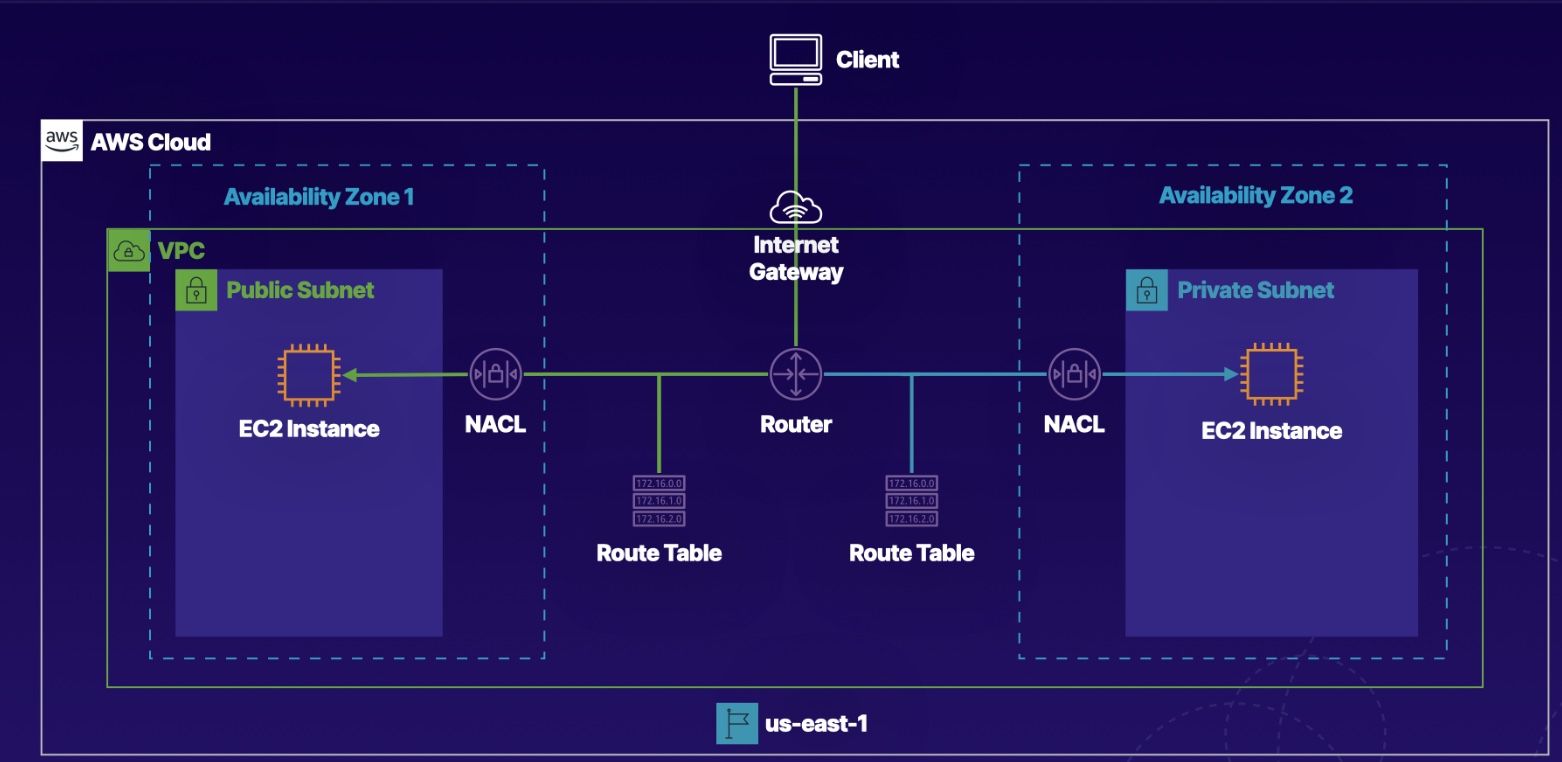 Client
aws
AWS Cloud
Availability Zone 1
Availability Zone 2
VPC
Internet
Gateway
Public Subnet
Private Subnet
EC2 Instance
NACL
Router
NACL
EC2 Instance
172.16.0.0
172.16.1.0
172.16.2.0
Route Table
172.16.0.0
172.16.1.0
172.16.2.0
Route Table
us-east-1